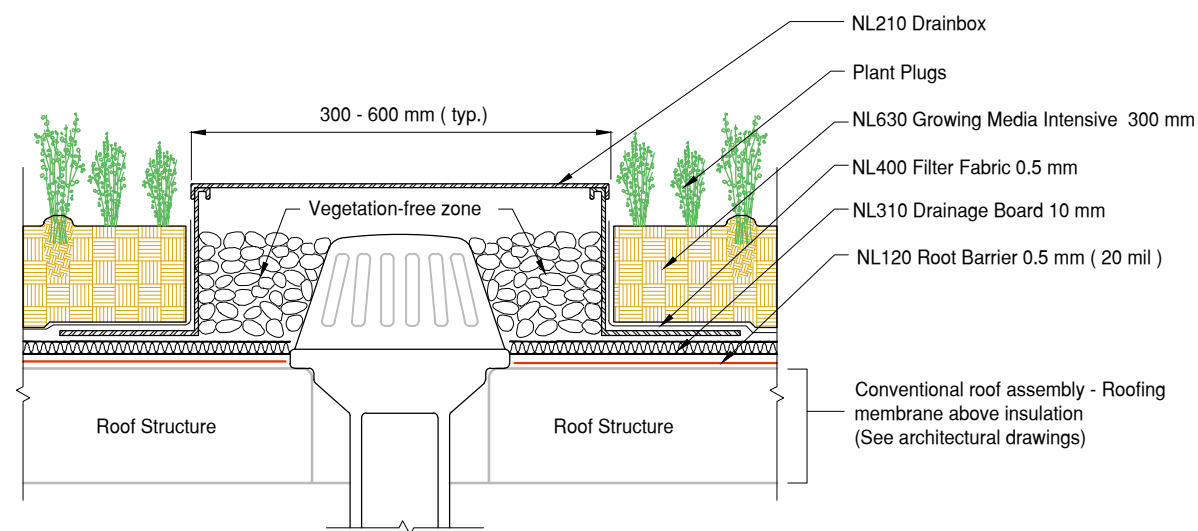 NL210 Drainbox
Plant Plugs
300 - 600 mm ( typ.)
NL630 Growing Media Intensive 300 mm
NL400 Filter Fabric 0.5 mm
Vegetation-free zone
NL310 Drainage Board 10 mm
NL120 Root Barrier 0.5 mm ( 20 mil )
Conventional roof assembly - Roofing
membrane above insulation
(See architectural drawings)
Roof Structure
Roof Structure